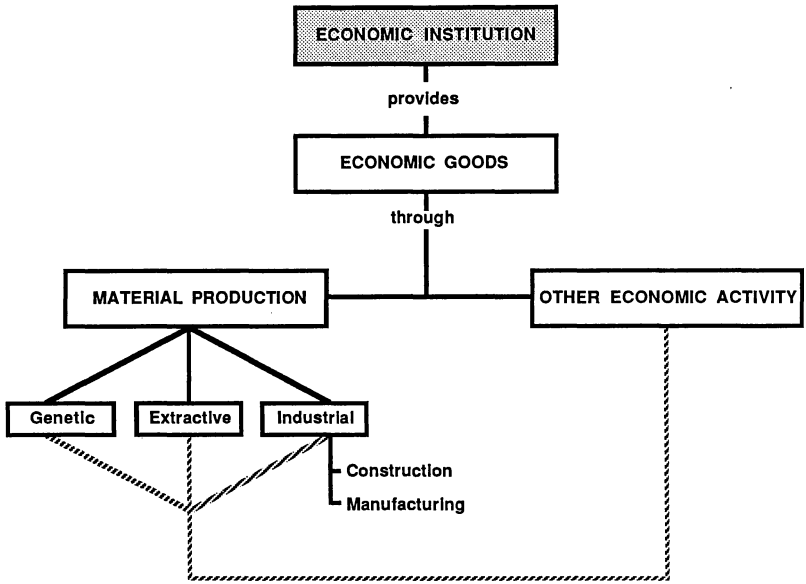 ECONOMIC INSTITUTION
provides
ECONOMIC GOODS
through
MATERIAL PRODUCTION
OTHER ECONOMIC ACTIVITY
Genetic
Extractive
Industrial
Construction
Manufacturing